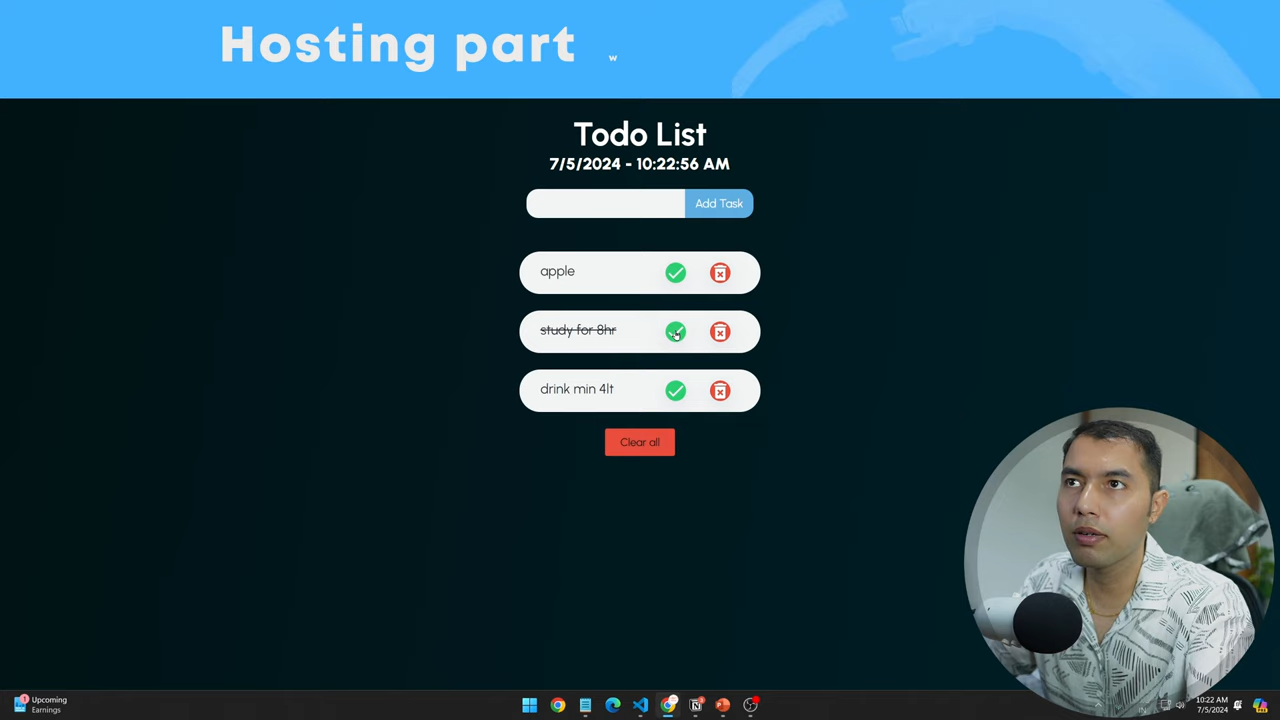 Hosting part w
Todo List
7/5/2024 - 10:22:56 AM
Add Task
apple
study for 8hr
drink min 4lt
Clear all
Upcoming
Earnings
10:22 AM
7/5/2024